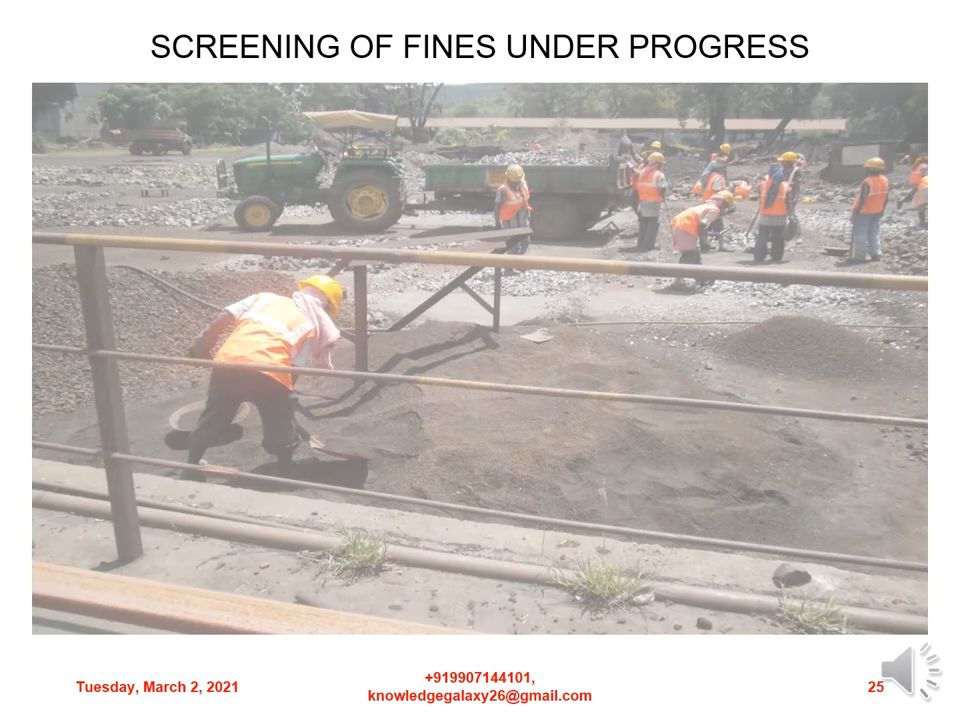 SCREENING OF FINES UNDER PROGRESS
Tuesday, March 2, 2021
+919907144101,
knowledgegalaxy26@gmail.com
25